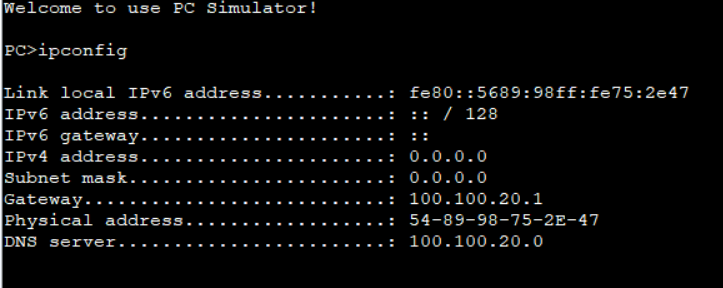 Welcome to use PC Simulator!
PC>ipconfig
Link local IPv6 address...........: fe80::5689:98ff:fe75:2e47
IPv6 address......................: :: / 128
IPv6 gateway......................: ::
IPv4 address......................: 0.0.0.0
Subnet mask.......................: 0.0.0.0
Gateway...........................: 100.100.20.1
Physical address..................: 54-89-98-75-2E-47
DNS server........................: 100.100.20.0